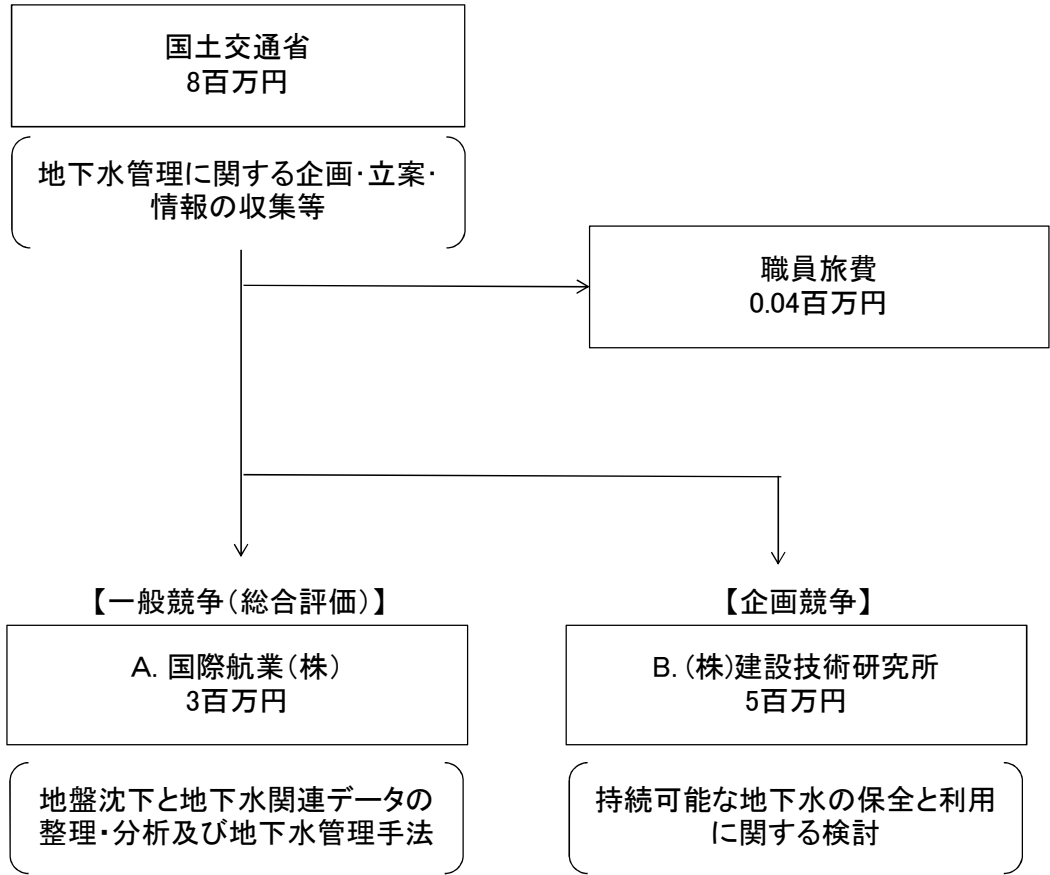 国土交通省
8百万円
地下水管理に関する企画・立案・
情報の収集等
職員旅費
0.04百万円
【一般競争（総合評価）】
A. 国際航業（株）
3百万円
地盤沈下と地下水関連データの
整理・分析及び地下水管理手法
【企画競争】
B. （株）建設技術研究所
5百万円
持続可能な地下水の保全と利用
に関する検討